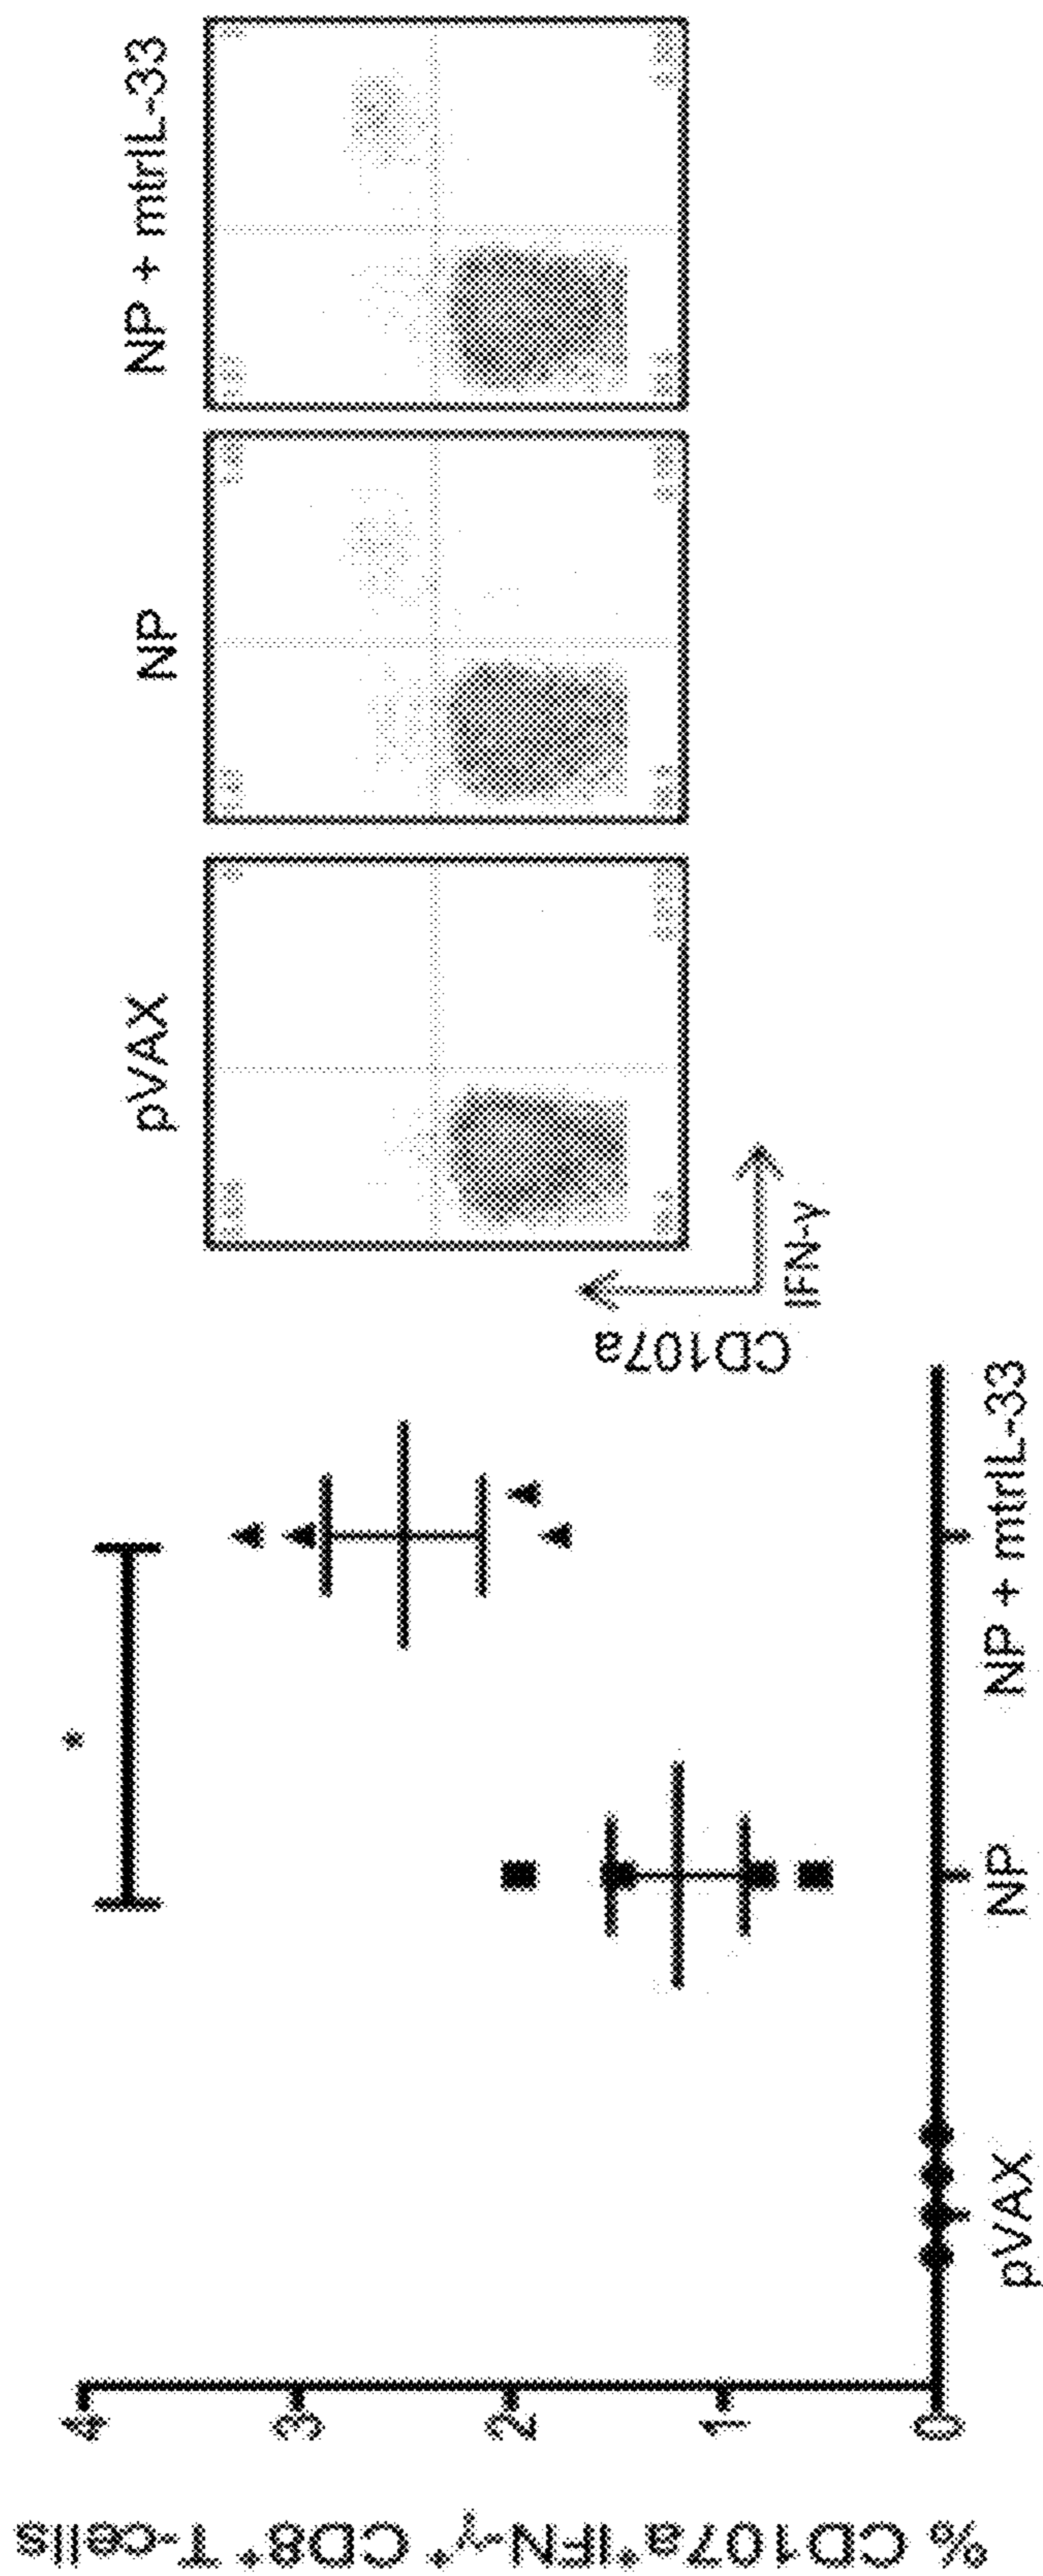 % CD107a⁺IFN-γ⁺ CD8⁺ T-cells
4
3
2
1
0
*
pVAX
NP
NP + mtrIL-33
CD107a
IFN-γ
pVAX
NP
NP + mtrIL-33